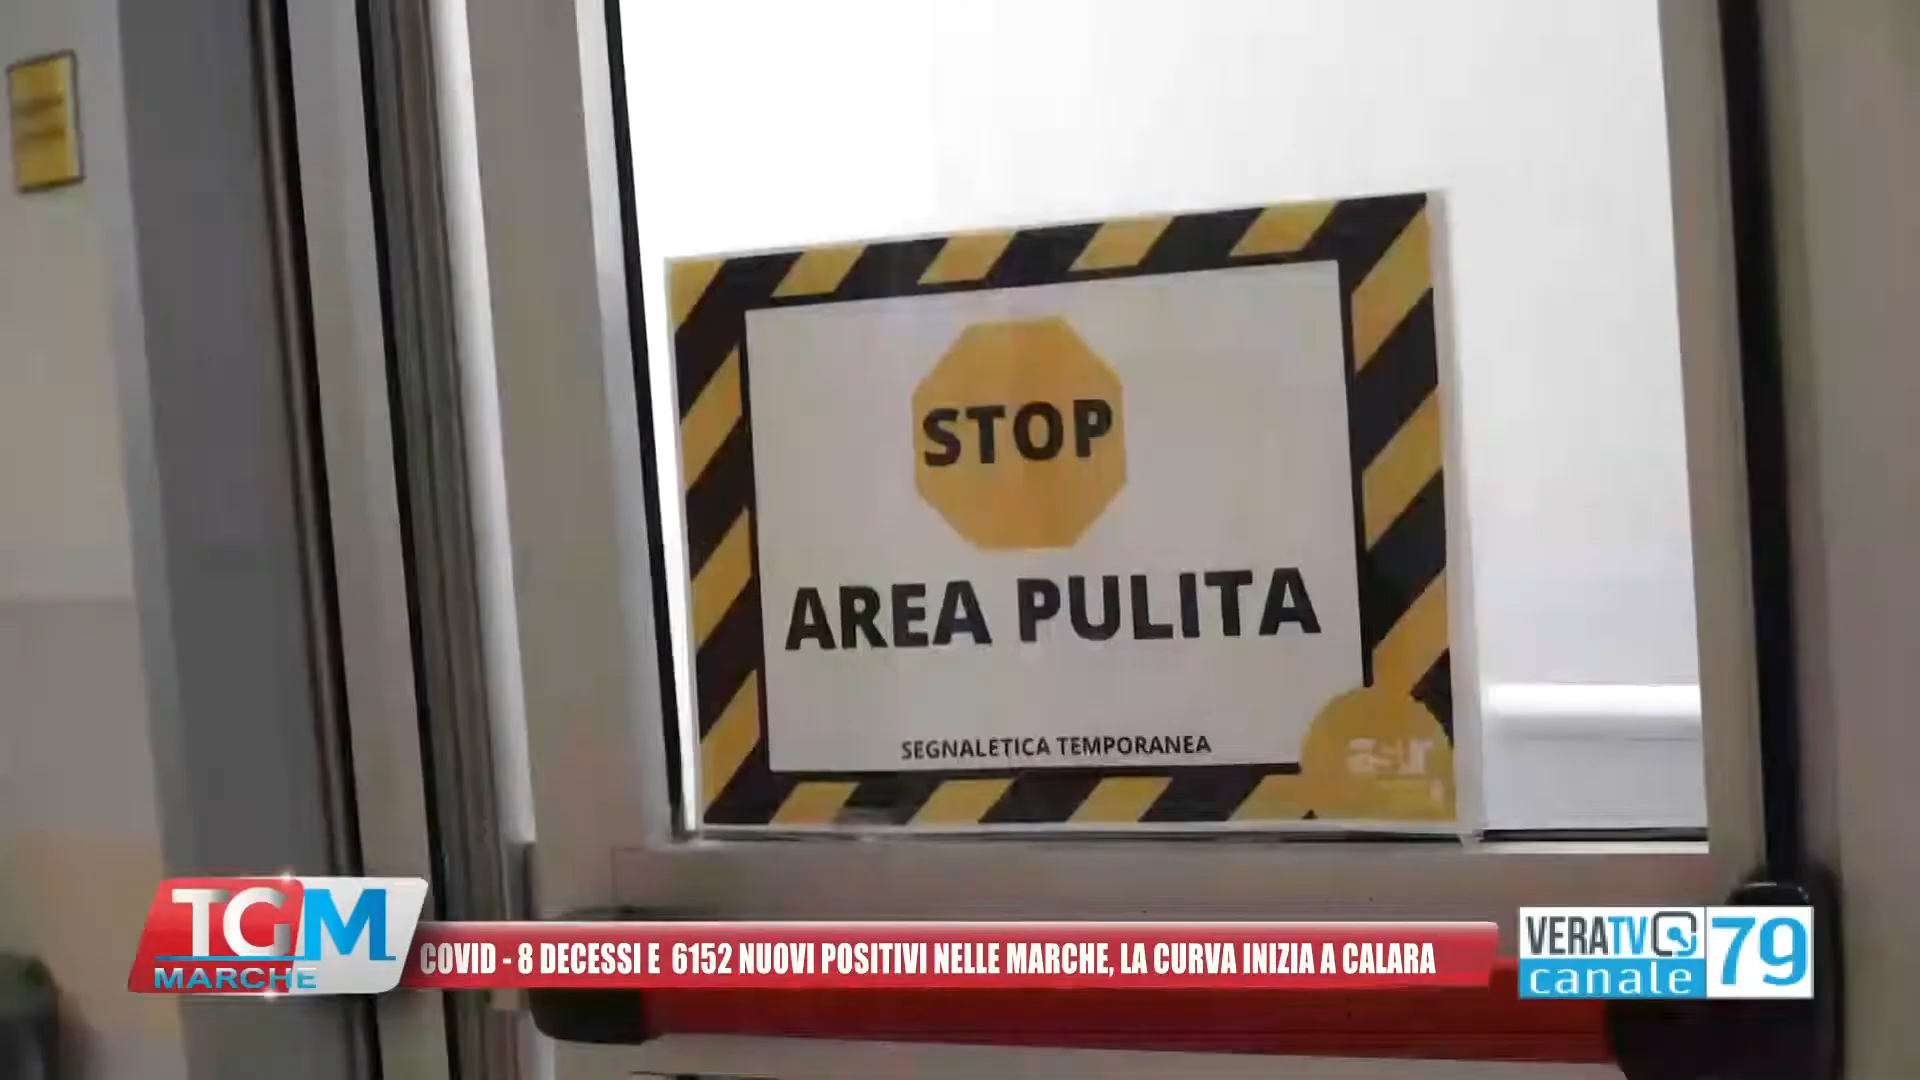 STOP
AREA PULITA
SEGNALETICA TEMPORANEA
asur
TGM
MARCHE
COVID - 8 DECESSI E 6152 NUOVI POSITIVI NELLE MARCHE, LA CURVA INIZIA A CALARA
VERATV
canale
79